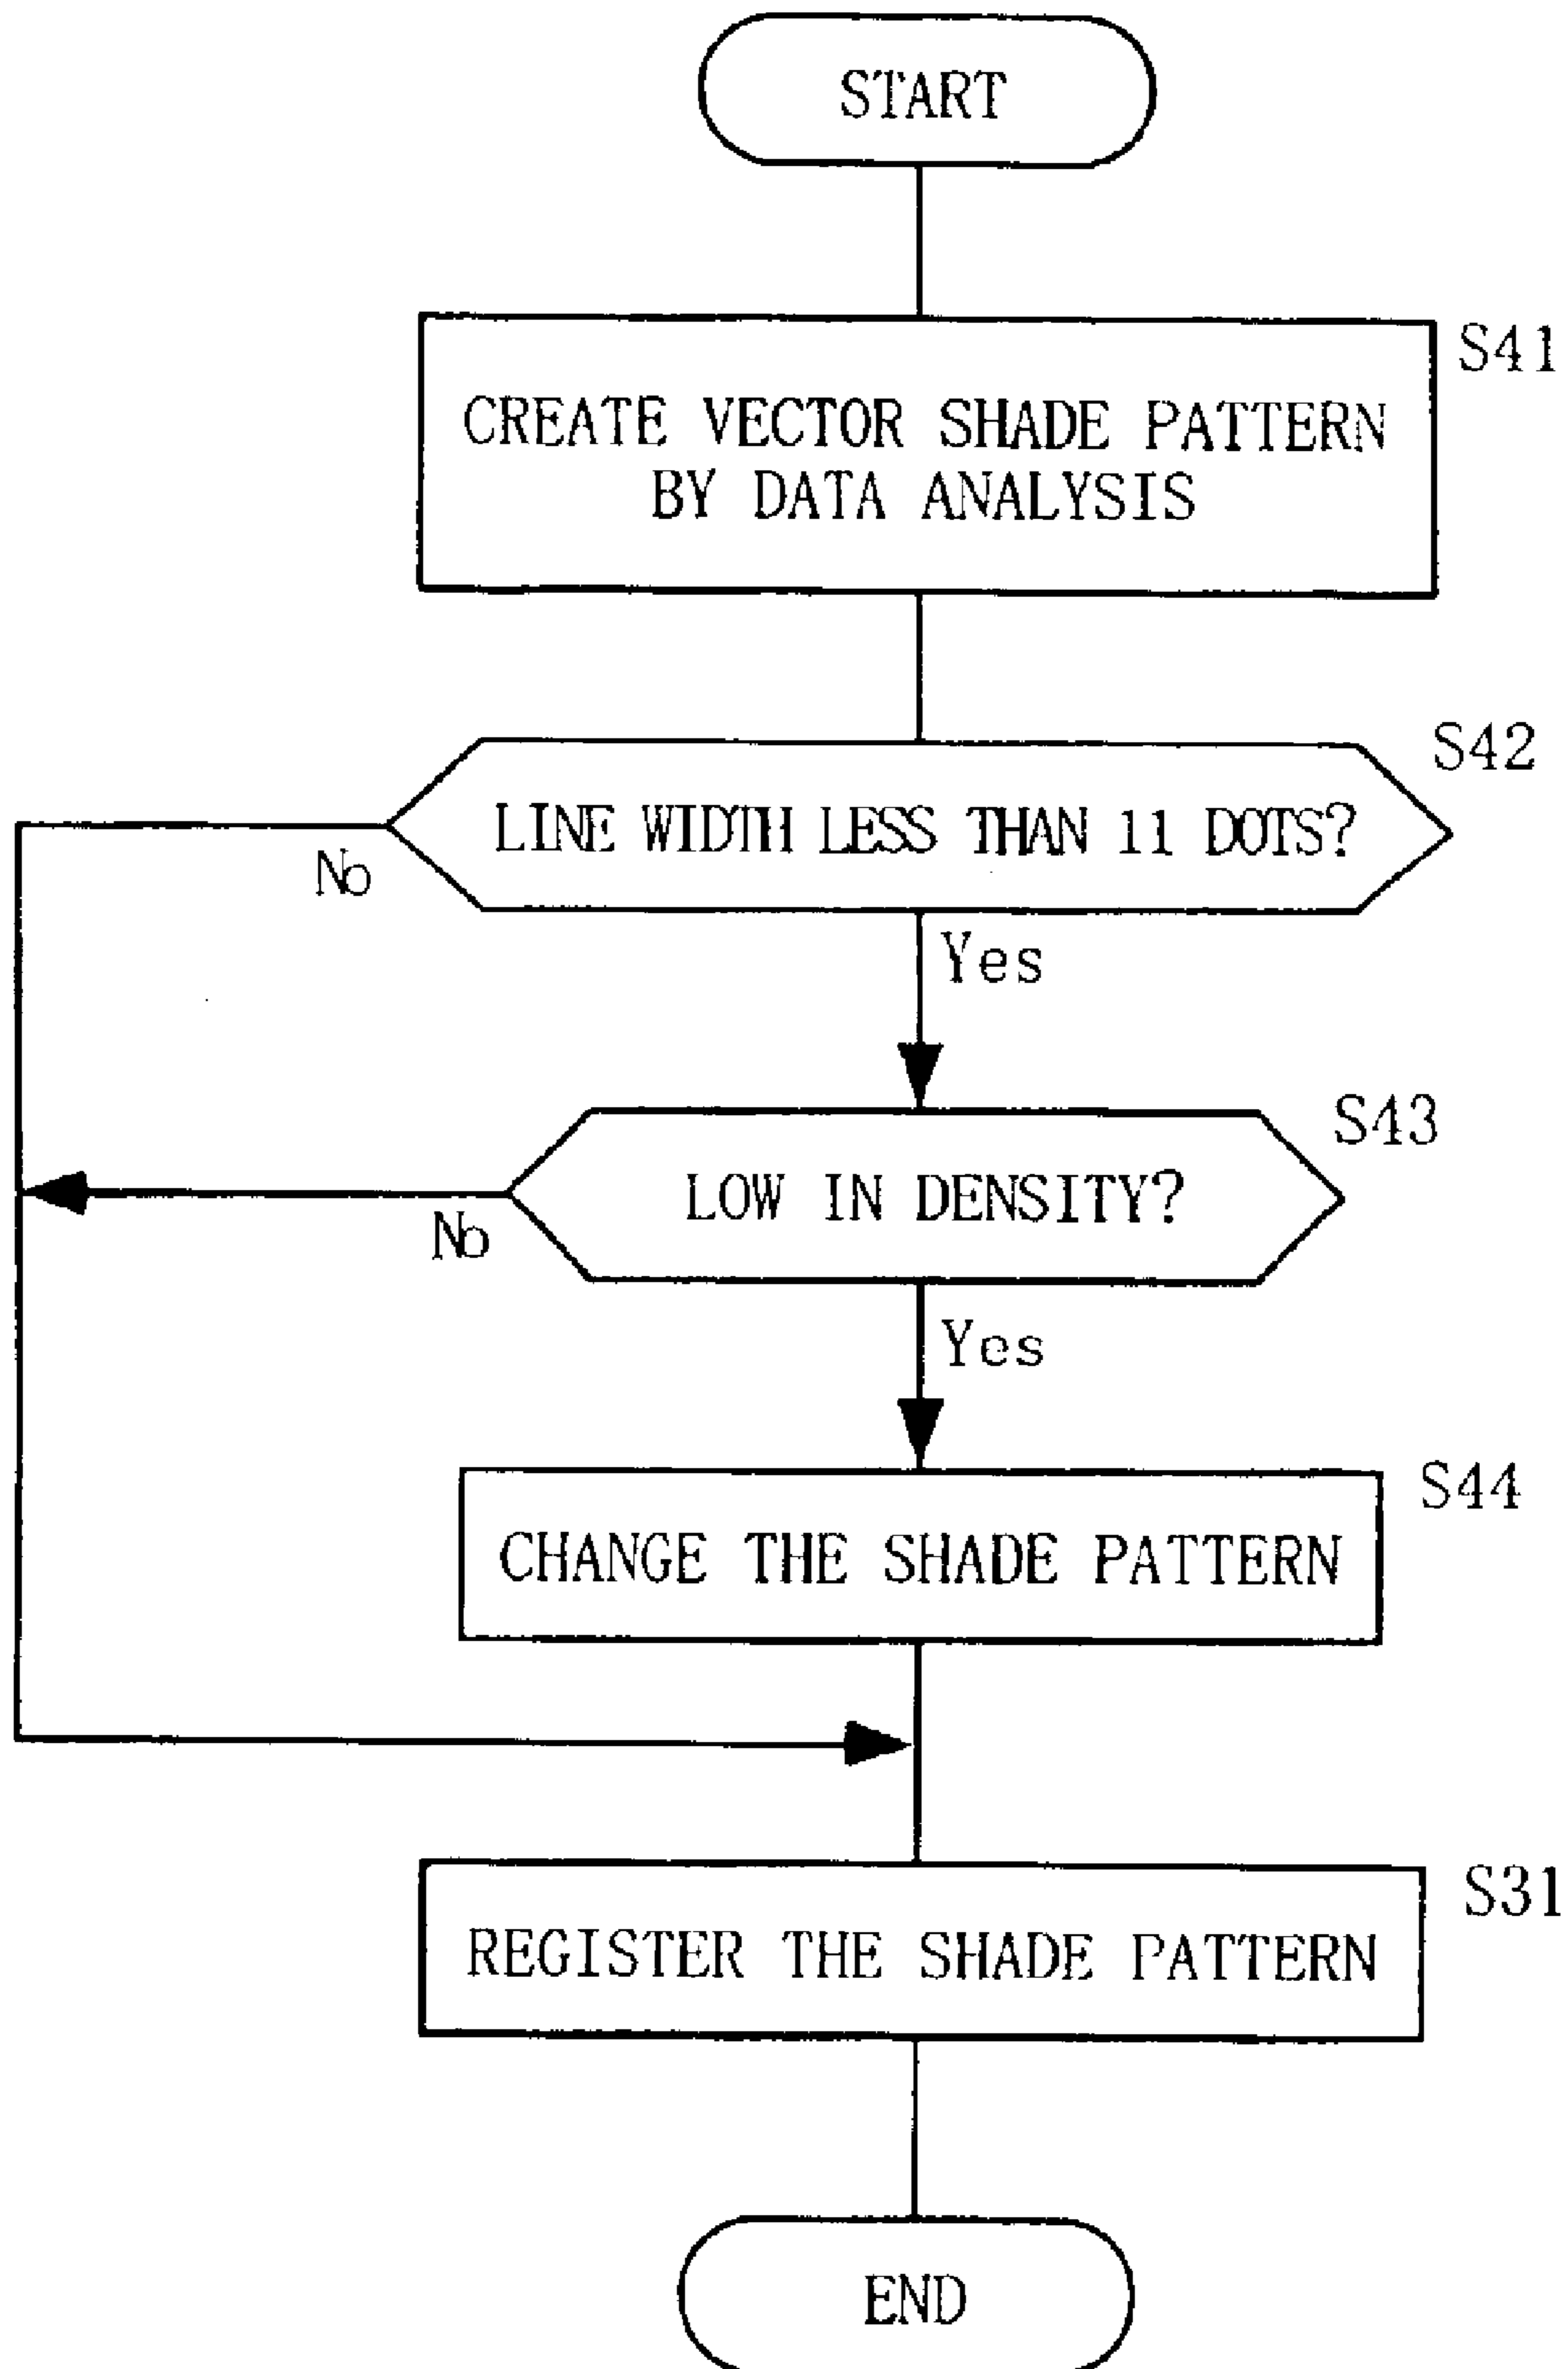 START
S41
CREATE VECTOR SHADE PATTERN
BY DATA ANALYSIS
S42
LINE WIDTH LESS THAN 11 DOTS?
No
Yes
S43
LOW IN DENSITY?
No
Yes
S44
CHANGE THE SHADE PATTERN
S31
REGISTER THE SHADE PATTERN
END